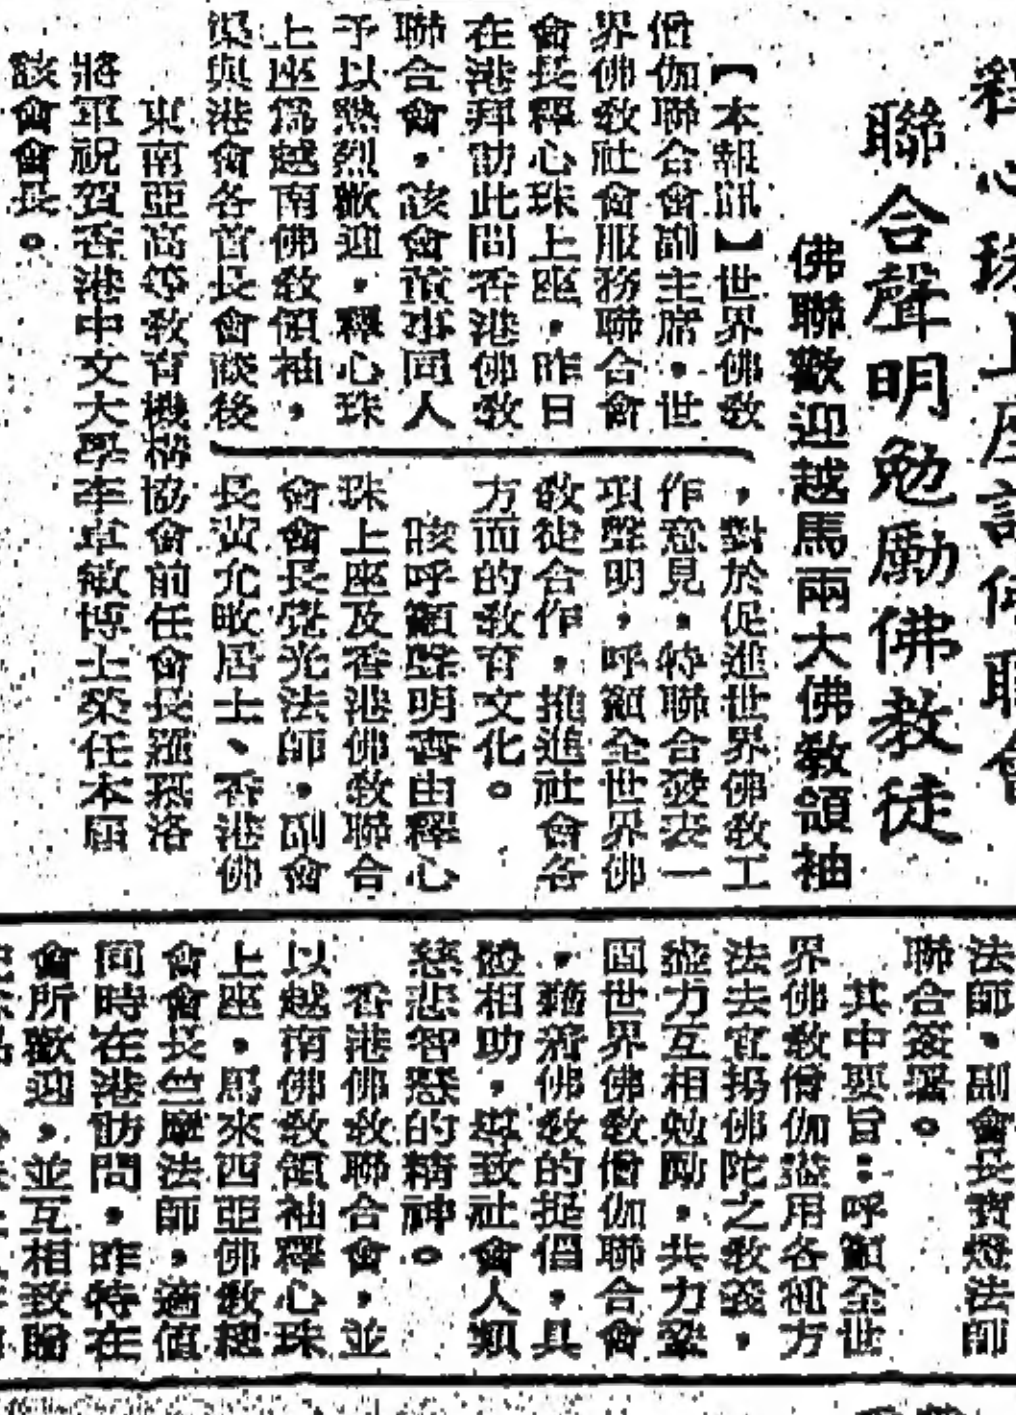 釋心珠上座訪佛聯會
聯合聲明勉勵佛教徒
佛聯歡迎越馬兩大佛教領袖
【本報訊】世界佛教
僧伽聯合會副主席，世
界佛教社會服務聯合會
會長釋心珠上座，昨日
在港拜訪此間香港佛教
聯合會，該會董事同人
予以熱烈歡迎，釋心珠
上座為越南佛教領袖，
渠與港會各首長會談後
，對於促進世界佛教工
作意見，特聯合發表一
項聲明，呼籲全世界佛
教徒合作，推進社會各
方面的教育文化。
該呼籲聲明書由釋心
珠上座及香港佛教聯合
會會長覺光法師，副會
長黃允畋居士、香港佛
東南亞高等教育機構協會前任會長羅慕洛
將軍祝賀香港中文大學李卓敏博士榮任本屆
該會會長。
法師、副會長寶燈法師
聯合簽署。
其中要旨：呼籲全世
界佛教僧伽盡用各種方
法去宣揚佛陀之教義，
並力互相勉勵，共力鞏
固世界佛教僧伽聯合會
，藉着佛教的提倡，具
體相助，導致社會人類
慈悲智慧的精神。
香港佛教聯合會，並
以越南佛教領袖釋心珠
上座，馬來西亞佛教總
會會長竺摩法師，適值
同時在港訪問，昨特在
會所歡迎，並互相致贈